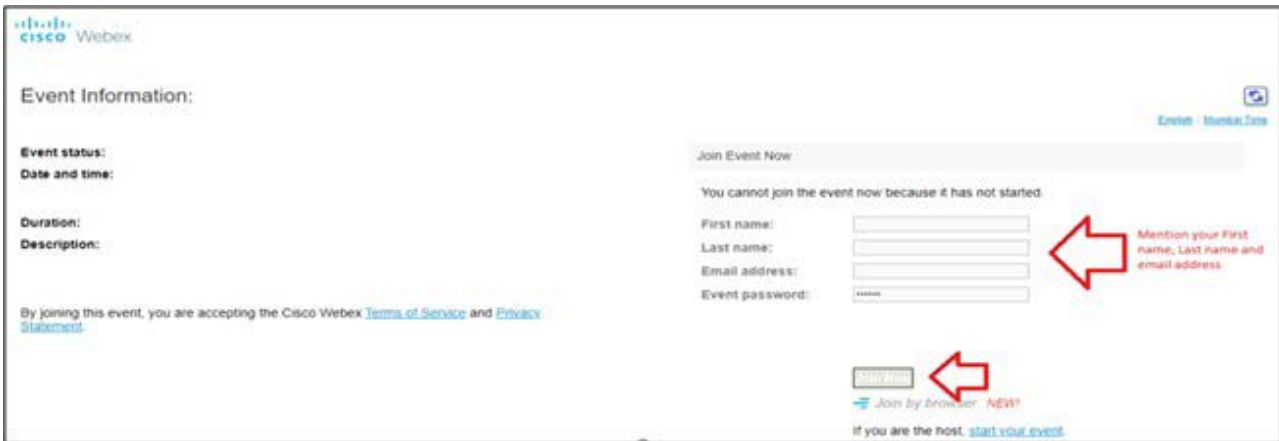 CISCO Webex
Event Information:
English : Mumbai Time
Event status:
Date and time:
Duration:
Description:
By joining this event, you are accepting the Cisco Webex Terms of Service and Privacy
Statement.
Join Event Now
You cannot join the event now because it has not started.
First name:
Last name:
Email address:
Event password:
••••••
Mention your First
name, Last name and
email address
Join Now
Join by browser NEW!
If you are the host, start your event.